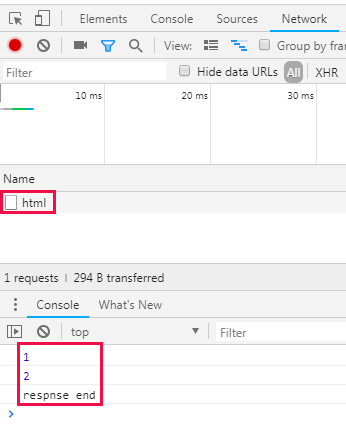 Elements Console Sources Network
View: Group by fra
Filter Hide data URLs All XHR
10 ms 20 ms 30 ms
Name
html
1 requests | 294 B transferred
Console What's New
top Filter
1
2
respnse end